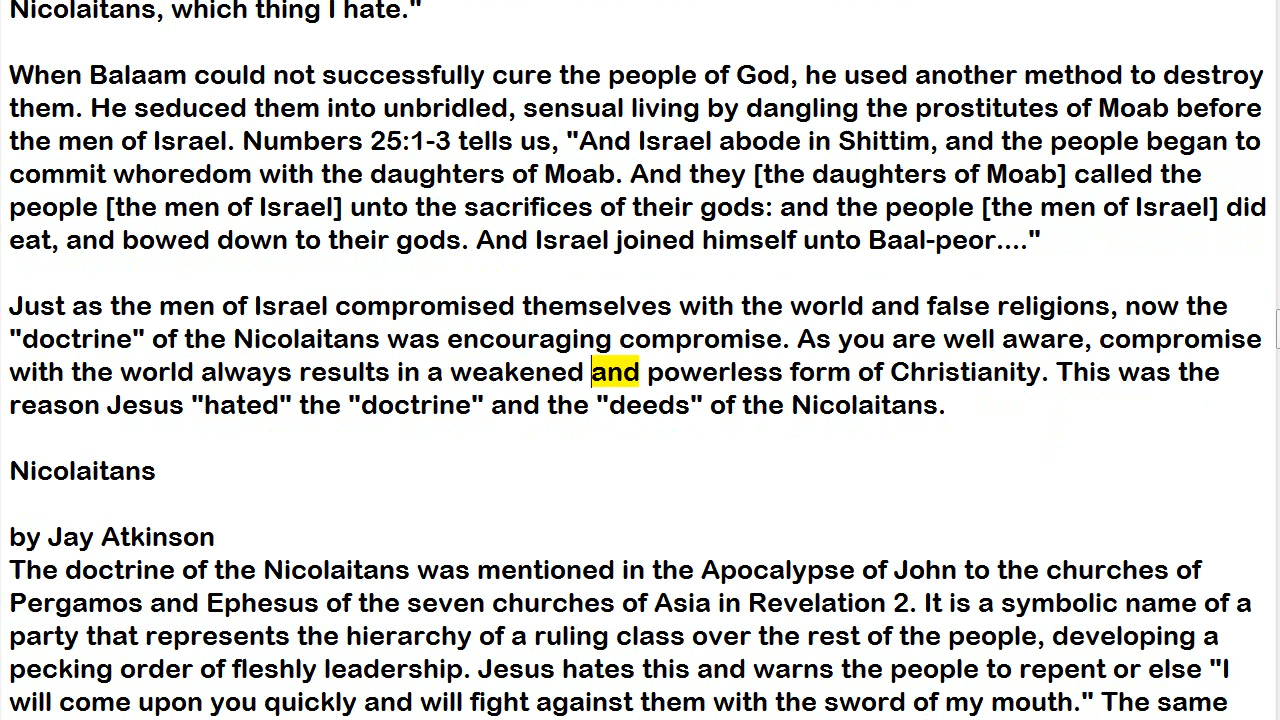 Nicolaitans, which thing I hate."
When Balaam could not successfully cure the people of God, he used another method to destroy
them. He seduced them into unbridled, sensual living by dangling the prostitutes of Moab before
the men of Israel. Numbers 25:1-3 tells us, "And Israel abode in Shittim, and the people began to
commit whoredom with the daughters of Moab. And they [the daughters of Moab] called the
people [the men of Israel] unto the sacrifices of their gods: and the people [the men of Israel] did
eat, and bowed down to their gods. And Israel joined himself unto Baal-peor...."
Just as the men of Israel compromised themselves with the world and false religions, now the
"doctrine" of the Nicolaitans was encouraging compromise. As you are well aware, compromise
with the world always results in a weakened and powerless form of Christianity. This was the
reason Jesus "hated" the "doctrine" and the "deeds" of the Nicolaitans.
Nicolaitans
by Jay Atkinson
The doctrine of the Nicolaitans was mentioned in the Apocalypse of John to the churches of
Pergamos and Ephesus of the seven churches of Asia in Revelation 2. It is a symbolic name of a
party that represents the hierarchy of a ruling class over the rest of the people, developing a
pecking order of fleshly leadership. Jesus hates this and warns the people to repent or else "I
will come upon you quickly and will fight against them with the sword of my mouth." The same